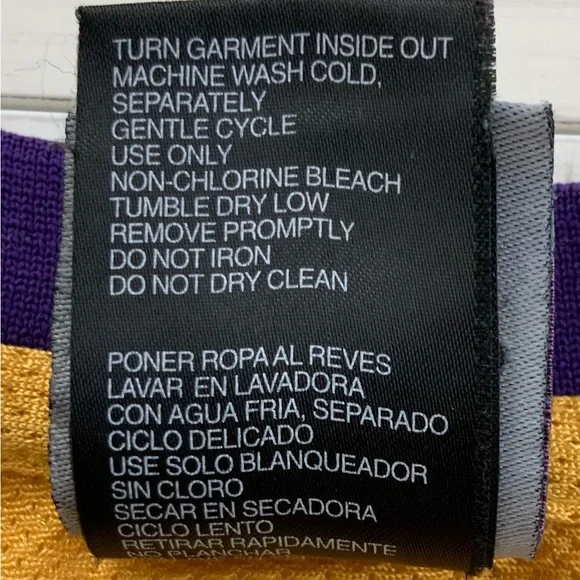 TURN GARMENT INSIDE OUT
MACHINE WASH COLD,
SEPARATELY
GENTLE CYCLE
USE ONLY
NON-CHLORINE BLEACH
TUMBLE DRY LOW
REMOVE PROMPTLY
DO NOT IRON
DO NOT DRY CLEAN
PONER ROPA AL REVES
LAVAR EN LAVADORA
CON AGUA FRIA, SEPARADO
CICLO DELICADO
USE SOLO BLANQUEADOR
SIN CLORO
SECAR EN SECADORA
CICLO LENTO
RETIRAR RAPIDAMENTE
NO PLANCHAR